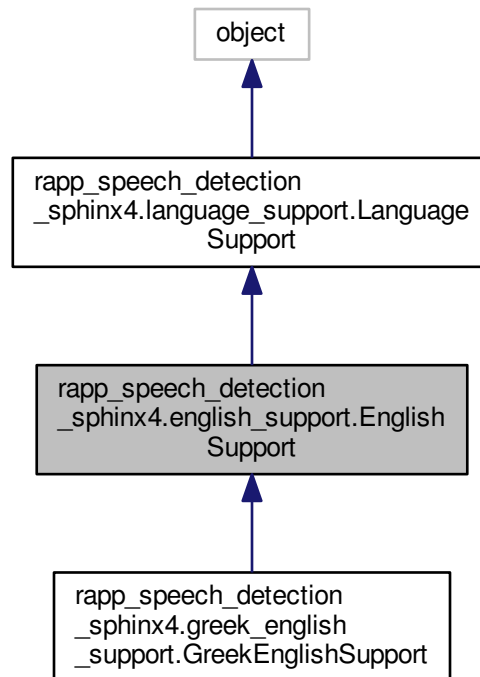 object
rapp_speech_detection
_sphinx4.language_support.Language
Support
rapp_speech_detection
_sphinx4.english_support.English
Support
rapp_speech_detection
_sphinx4.greek_english
_support.GreekEnglishSupport